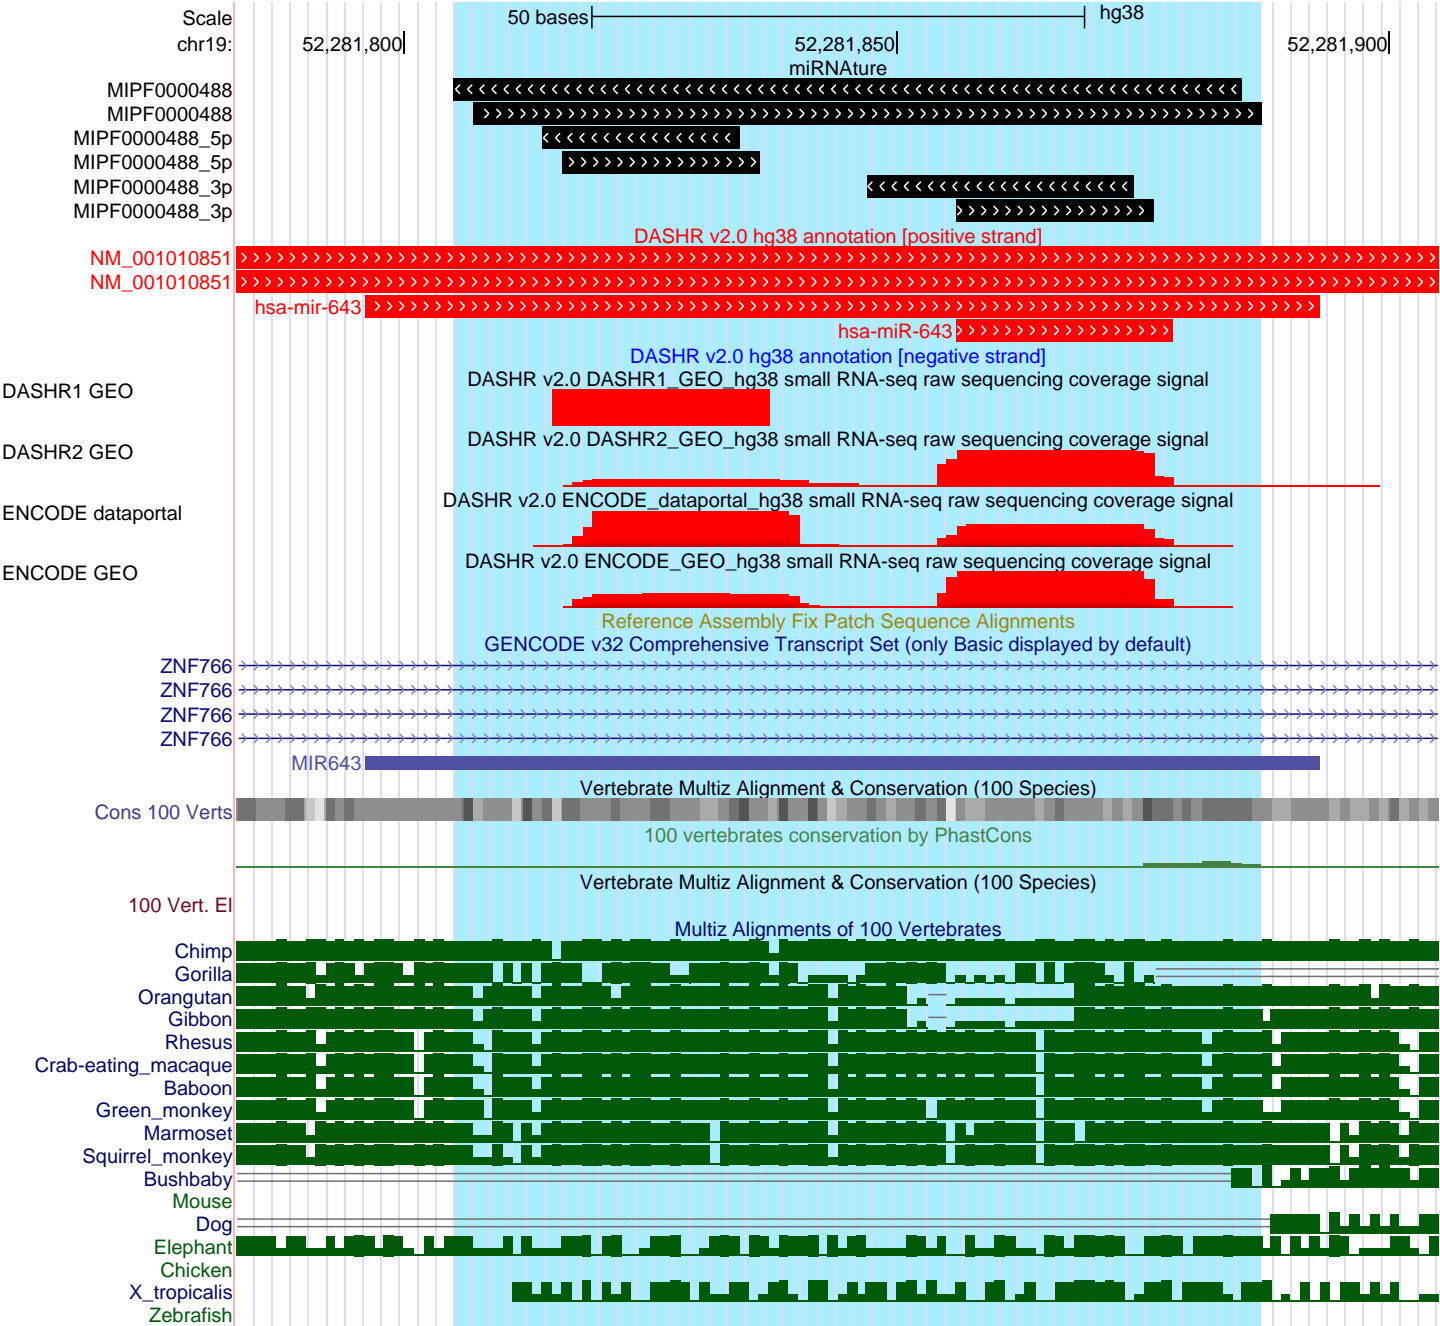 Scale 50 bases hg38
chr19: 52,281,800 52,281,850 52,281,900
miRNAture
MIPF0000488
MIPF0000488
MIPF0000488_5p
MIPF0000488_5p
MIPF0000488_3p
MIPF0000488_3p
DASHR v2.0 hg38 annotation [positive strand]
NM_001010851
NM_001010851
hsa-mir-643
hsa-miR-643
DASHR v2.0 hg38 annotation [negative strand]
DASHR v2.0 DASHR1_GEO_hg38 small RNA-seq raw sequencing coverage signal
DASHR1 GEO
DASHR v2.0 DASHR2_GEO_hg38 small RNA-seq raw sequencing coverage signal
DASHR2 GEO
DASHR v2.0 ENCODE_dataportal_hg38 small RNA-seq raw sequencing coverage signal
ENCODE dataportal
DASHR v2.0 ENCODE_GEO_hg38 small RNA-seq raw sequencing coverage signal
ENCODE GEO
Reference Assembly Fix Patch Sequence Alignments
GENCODE v32 Comprehensive Transcript Set (only Basic displayed by default)
ZNF766
ZNF766
ZNF766
ZNF766
MIR643
Vertebrate Multiz Alignment & Conservation (100 Species)
Cons 100 Verts
100 vertebrates conservation by PhastCons
Vertebrate Multiz Alignment & Conservation (100 Species)
100 Vert. El
Multiz Alignments of 100 Vertebrates
Chimp
Gorilla
Orangutan
Gibbon
Rhesus
Crab-eating_macaque
Baboon
Green_monkey
Marmoset
Squirrel_monkey
Bushbaby
Mouse
Dog
Elephant
Chicken
X_tropicalis
Zebrafish